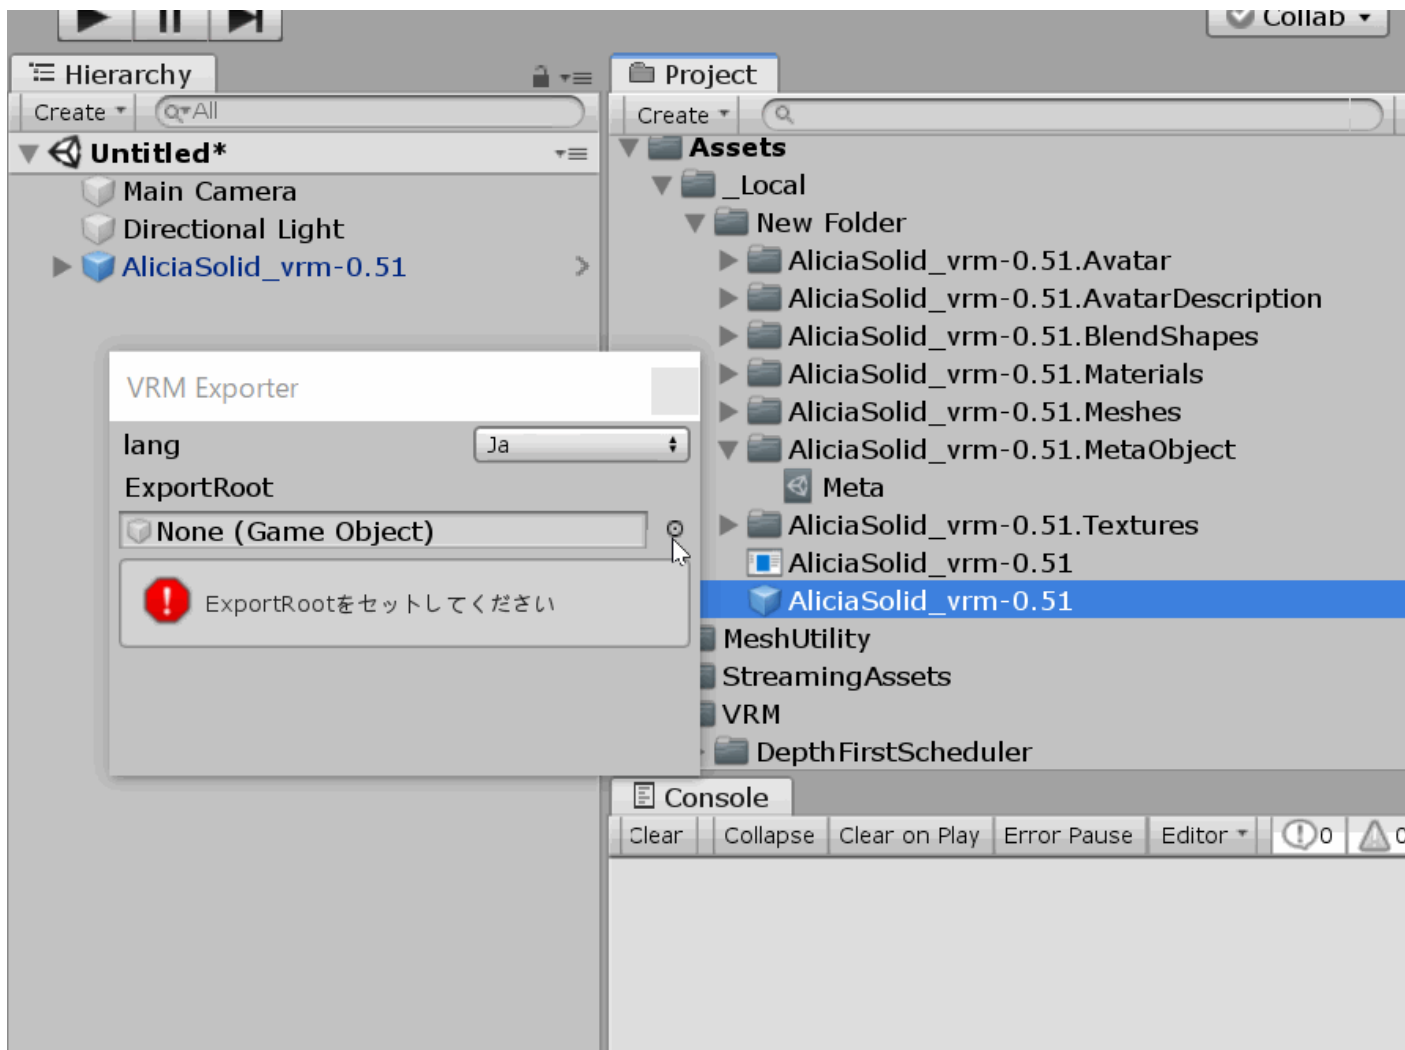 Collab
Hierarchy
Create
All
Untitled*
Main Camera
Directional Light
AliciaSolid_vrm-0.51
VRM Exporter
lang
Ja
ExportRoot
None (Game Object)
ExportRootをセットしてください
Project
Create
Assets
_Local
New Folder
AliciaSolid_vrm-0.51.Avatar
AliciaSolid_vrm-0.51.AvatarDescription
AliciaSolid_vrm-0.51.BlendShapes
AliciaSolid_vrm-0.51.Materials
AliciaSolid_vrm-0.51.Meshes
AliciaSolid_vrm-0.51.MetaObject
Meta
AliciaSolid_vrm-0.51.Textures
AliciaSolid_vrm-0.51
AliciaSolid_vrm-0.51
MeshUtility
StreamingAssets
VRM
DepthFirstScheduler
Console
Clear Collapse Clear on Play Error Pause Editor 0 0